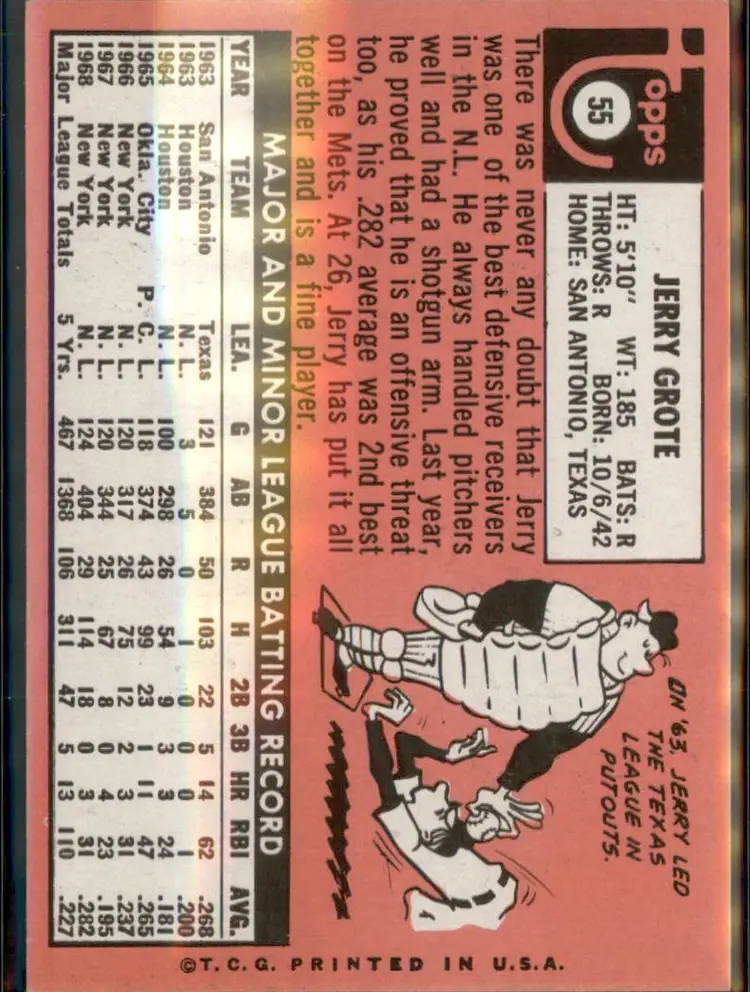 Topps
55
JERRY GROTE
HT: 5'10" WT: 185 BATS: R
THROWS: R BORN: 10/6/42
HOME: SAN ANTONIO, TEXAS
There was never any doubt that Jerry
was one of the best defensive receivers
in the N.L. He always handled pitchers
well and had a shotgun arm. Last year,
he proved that he is an offensive threat
too, as his .282 average was 2nd best
on the Mets. At 26, Jerry has put it all
together and is a fine player.
IN '63, JERRY LED
THE TEXAS
LEAGUE IN
PUTOUTS.
MAJOR AND MINOR LEAGUE BATTING RECORD
YEAR TEAM LEA. G AB R H 2B 3B HR RBI AVG.
1963 San Antonio Texas 121 384 50 103 22 5 14 62 .268
1963 Houston N. L. 3 5 0 1 0 0 0 1 .200
1964 Houston N. L. 100 298 26 54 9 3 3 24 .181
1965 Okla. City P. C. L. 118 374 43 99 23 1 11 47 .265
1966 New York N. L. 120 317 26 75 12 2 3 31 .237
1967 New York N. L. 120 344 25 67 8 0 4 23 .195
1968 New York N. L. 124 404 29 114 18 0 3 31 .282
Major League Totals 5 Yrs. 467 1368 106 311 47 5 13 110 .227
©T. C. G. PRINTED IN U.S.A.